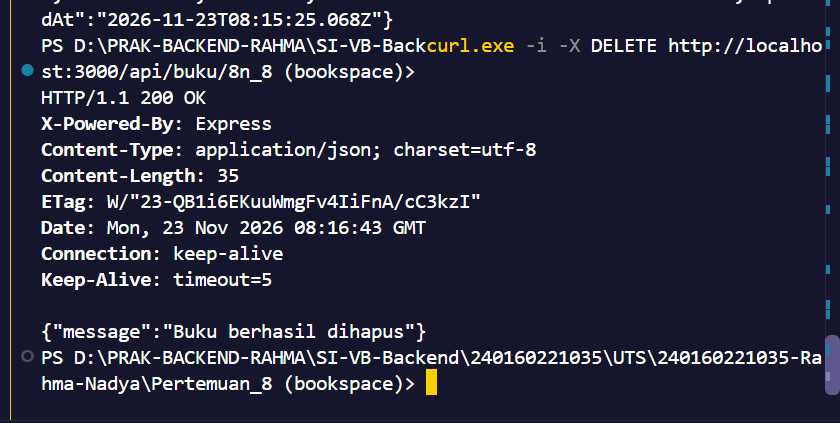 dAt":"2026-11-23T08:15:25.068Z"}
PS D:\PRAK-BACKEND-RAHMA\SI-VB-Backcurl.exe -i -X DELETE http://localho
st:3000/api/buku/8n_8 (bookspace)>
HTTP/1.1 200 OK
X-Powered-By: Express
Content-Type: application/json; charset=utf-8
Content-Length: 35
ETag: W/"23-QB1i6EKuuWmgFv4IiFnA/cC3kzI"
Date: Mon, 23 Nov 2026 08:16:43 GMT
Connection: keep-alive
Keep-Alive: timeout=5
{"message":"Buku berhasil dihapus"}
PS D:\PRAK-BACKEND-RAHMA\SI-VB-Backend\240160221035\UTS\240160221035-Ra
hma-Nadya\Pertemuan_8 (bookspace)>